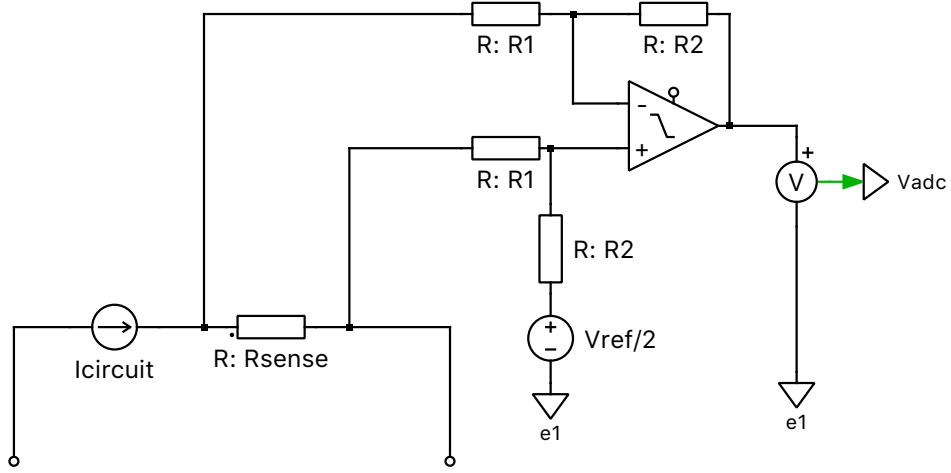 R: R1
R: R2
-
+
R: R1
+
V
Vadc
R: R2
+
-
Vref/2
Icircuit
R: Rsense
e1
e1